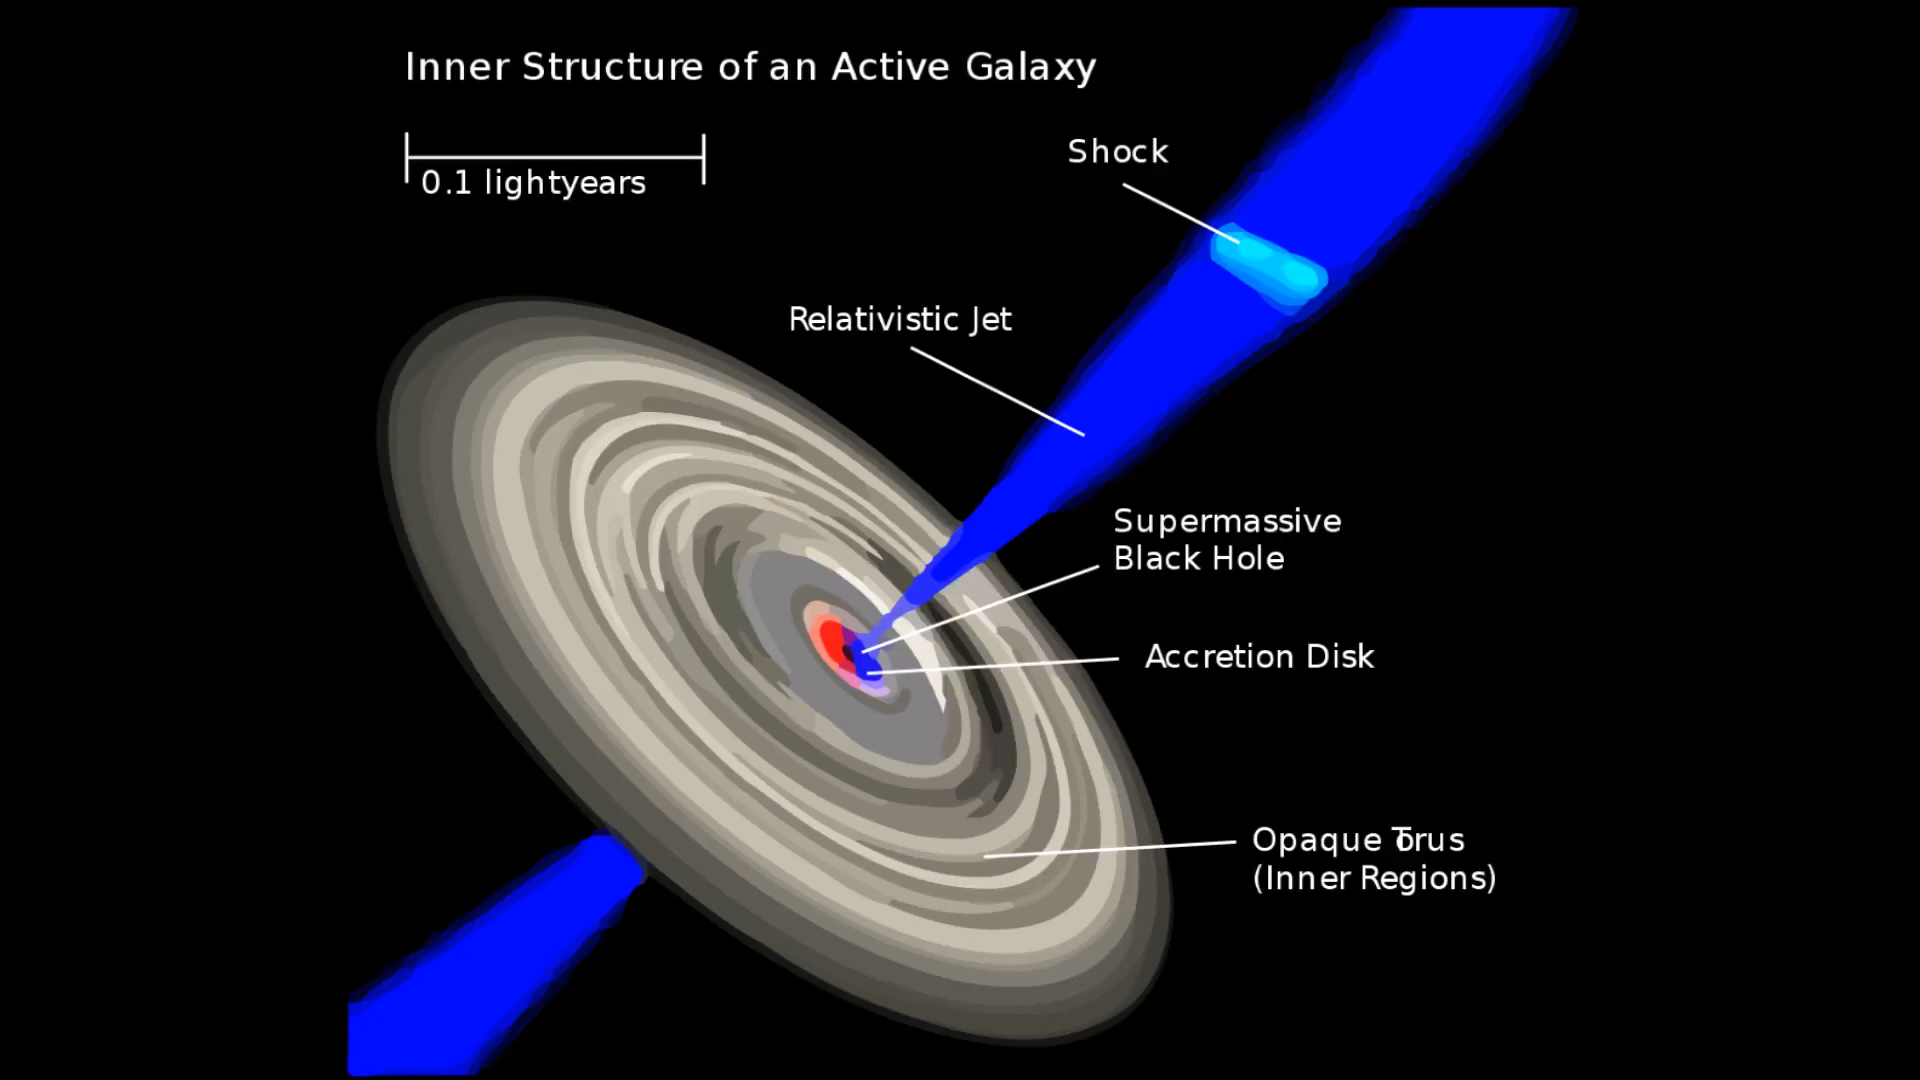 Inner Structure of an Active Galaxy
0.1 lightyears
Shock
Relativistic Jet
Supermassive
Black Hole
Accretion Disk
Opaque Torus
(Inner Regions)